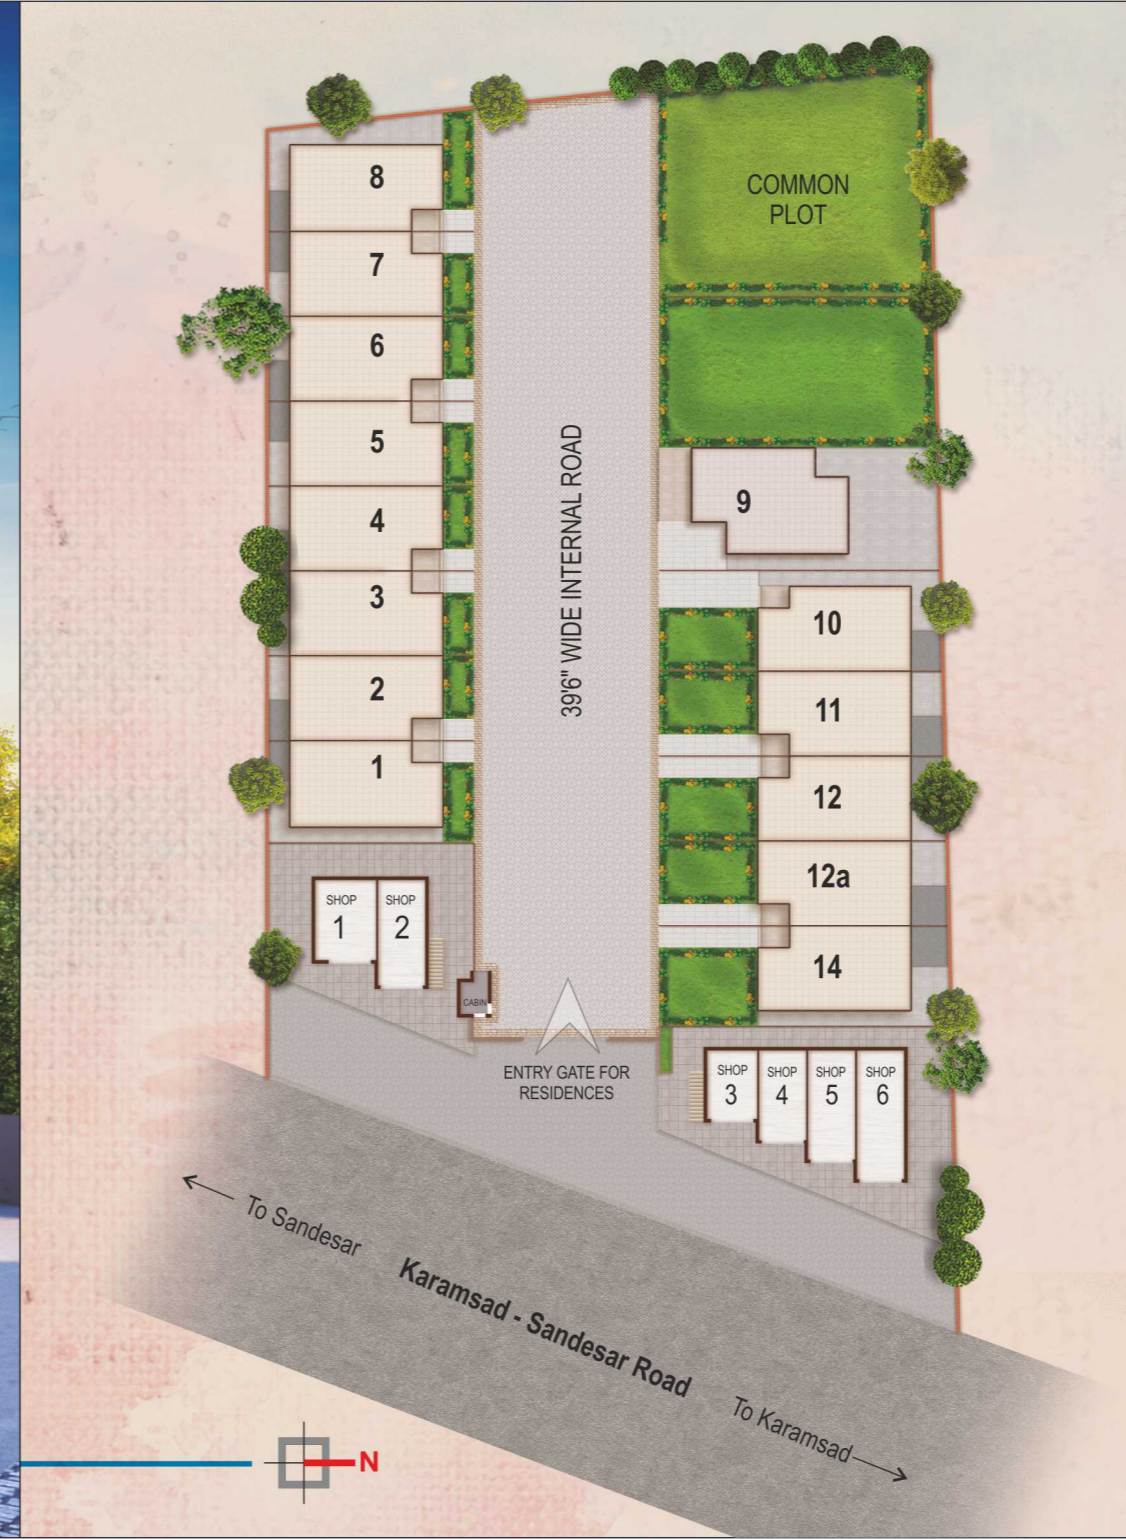 8
7
6
5
4
3
2
1
COMMON
PLOT
39'6" WIDE INTERNAL ROAD
9
10
11
12
12a
14
SHOP
1
SHOP
2
CABIN
ENTRY GATE FOR
RESIDENCES
SHOP
3
SHOP
4
SHOP
5
SHOP
6
To Sandesar
Karamsad - Sandesar Road
To Karamsad
N